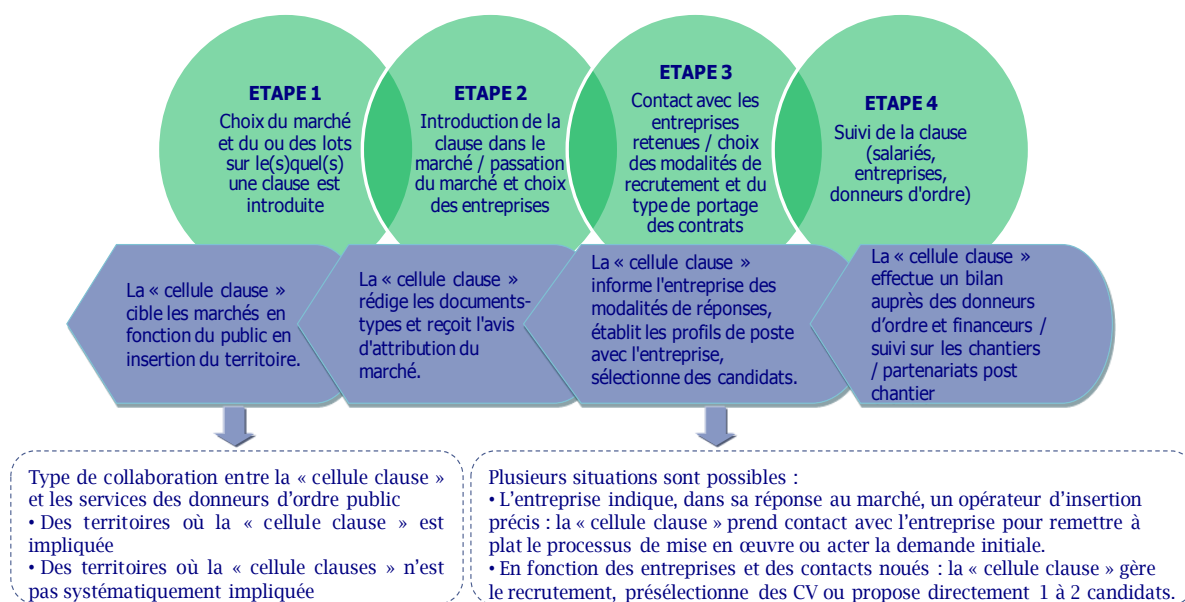 ETAPE 1
Choix du marché
et du ou des lots
sur le(s)quel(s)
une clause est
introduite
ETAPE 2
Introduction de la
clause dans le
marché / passation
du marché et choix
des entreprises
ETAPE 3
Contact avec les
entreprises
retenues / choix
des modalités de
recrutement et du
type de portage
des contrats
ETAPE 4
Suivi de la clause
(salariés,
entreprises,
donneurs d'ordre)
La « cellule clause »
cible les marchés en
fonction du public en
insertion du territoire.
La « cellule clause »
rédige les documents-
types et reçoit l'avis
d'attribution du
marché.
La « cellule clause »
informe l'entreprise des
modalités de réponses,
établit les profils de poste
avec l'entreprise,
sélectionne des candidats.
La « cellule clause »
effectue un bilan
auprès des donneurs
d’ordre et financeurs /
suivi sur les chantiers
/ partenariats post
chantier
Type de collaboration entre la « cellule clause »
et les services des donneurs d’ordre public
• Des territoires où la « cellule clause » est
impliquée
• Des territoires où la « cellule clauses » n’est
pas systématiquement impliquée
Plusieurs situations sont possibles :
• L’entreprise indique, dans sa réponse au marché, un opérateur d’insertion
précis : la « cellule clause » prend contact avec l’entreprise pour remettre à
plat le processus de mise en œuvre ou acter la demande initiale.
• En fonction des entreprises et des contacts noués : la « cellule clause » gère
le recrutement, présélectionne des CV ou propose directement 1 à 2 candidats.